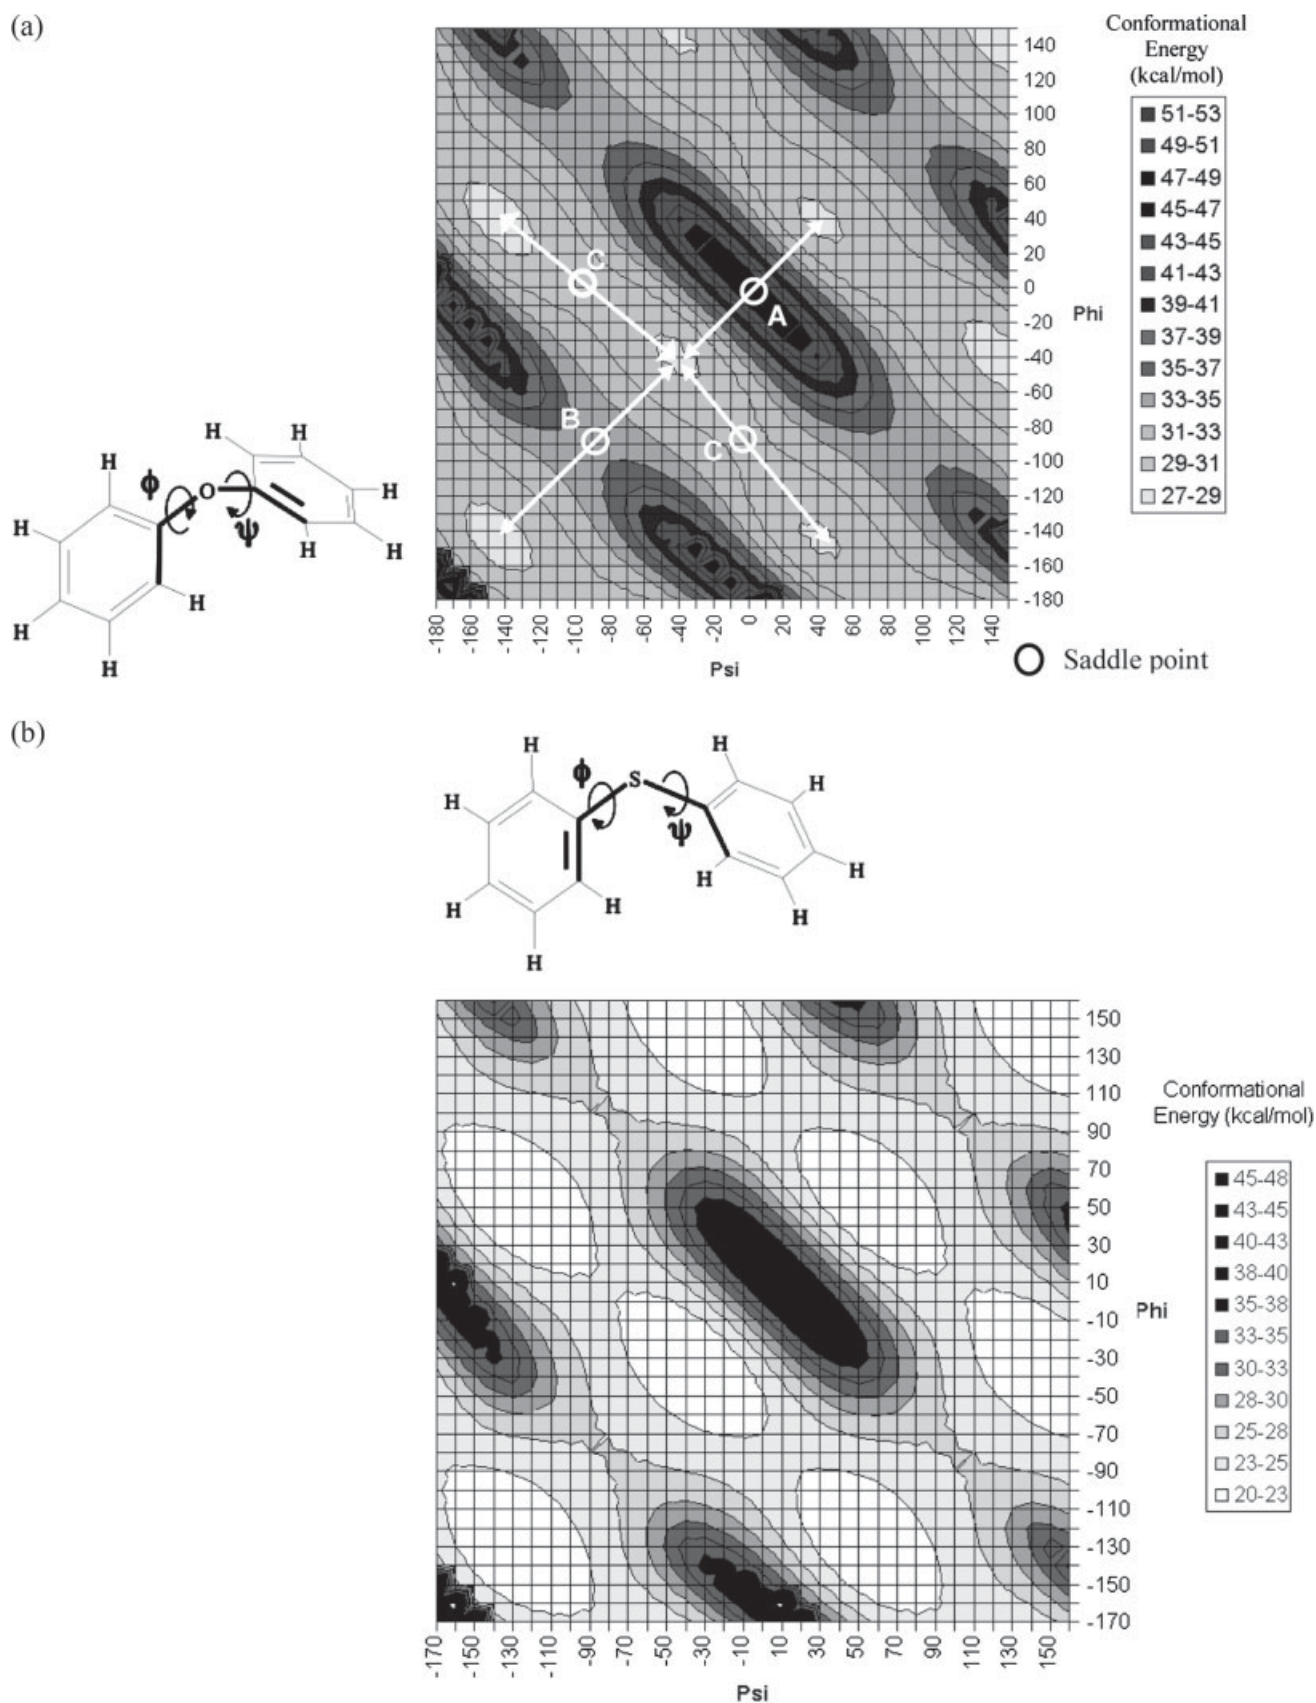 (a)
Conformational
Energy
(kcal/mol)
51-53
49-51
47-49
45-47
43-45
41-43
39-41
37-39
35-37
33-35
31-33
29-31
27-29
140
120
100
80
60
40
20
0
-20
-40
-60
-80
-100
-120
-140
-160
-180
Phi
C
A
B
C
-180
-160
-140
-120
-100
-80
-60
-40
-20
0
20
40
60
80
100
120
140
Psi
Saddle point
H
H
H
ϕ
O
H
H
ψ
H
H
H
H
H
(b)
H
H
ϕ
S
H
H
ψ
H
H
H
H
H
H
150
130
110
90
70
50
30
10
-10
-30
-50
-70
-90
-110
-130
-150
-170
Phi
Conformational
Energy (kcal/mol)
45-48
43-45
40-43
38-40
35-38
33-35
30-33
28-30
25-28
23-25
20-23
-170
-150
-130
-110
-90
-70
-50
-30
-10
10
30
50
70
90
110
130
150
Psi